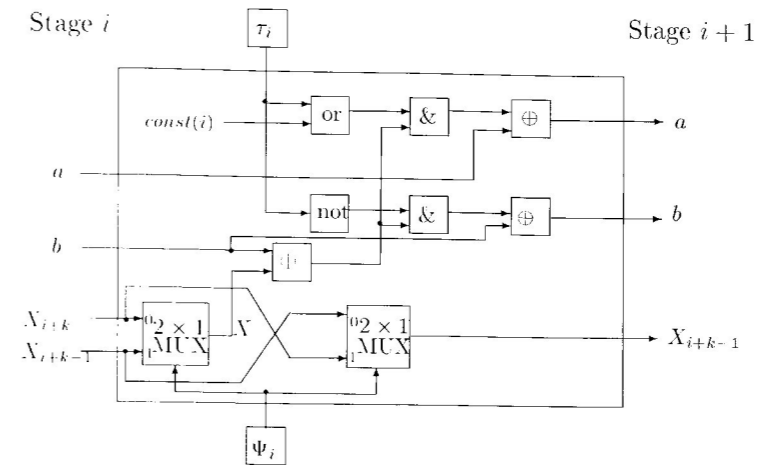 Stage i
τ_i
Stage i + 1
const(i)
or
&
⊕
a
a
not
&
⊕
b
b
X_{i+k}
0
2 × 1
MUX
1
X
X_{i+k-1}
0
2 × 1
MUX
1
X_{i+k-1}
Ψ_i